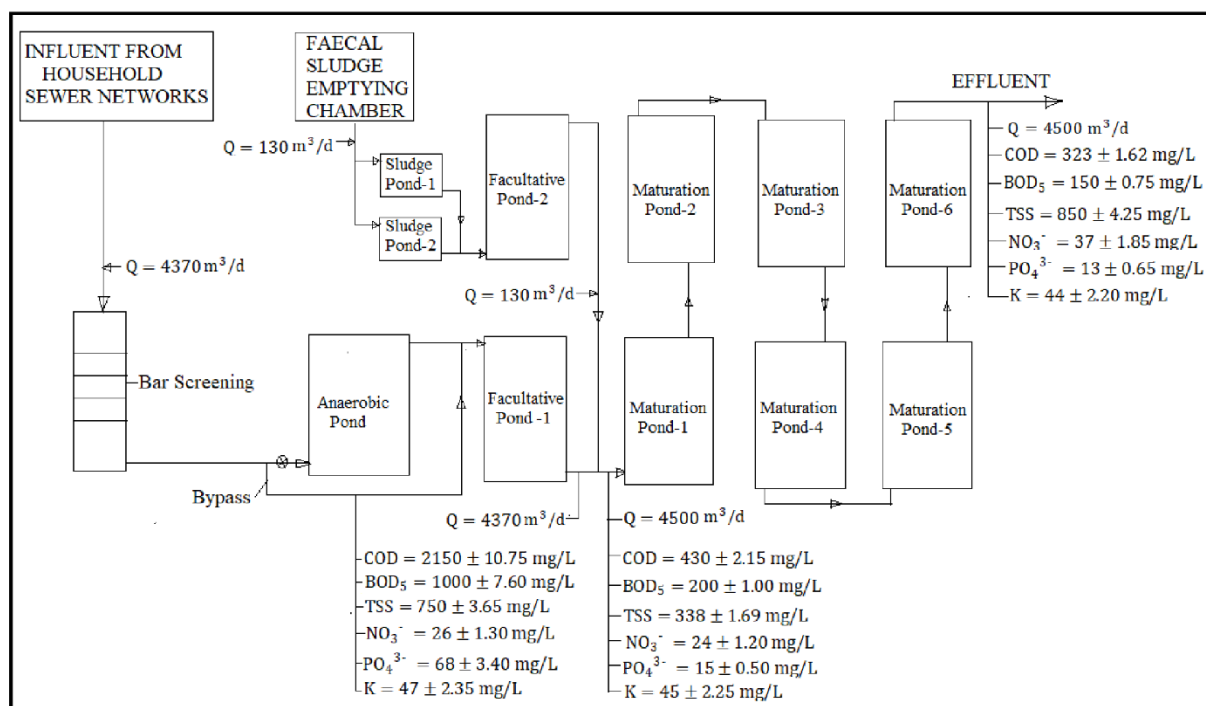 INFLUENT FROM
HOUSEHOLD
SEWER NETWORKS
FAECAL
SLUDGE
EMPTYING
CHAMBER
Q = 130 m³/d
Sludge
Pond-1
Sludge
Pond-2
Facultative
Pond-2
Maturation
Pond-2
Maturation
Pond-3
Maturation
Pond-6
EFFLUENT
Q = 4500 m³/d
COD = 323 ± 1.62 mg/L
BOD₅ = 150 ± 0.75 mg/L
TSS = 850 ± 4.25 mg/L
NO₃⁻ = 37 ± 1.85 mg/L
PO₄³⁻ = 13 ± 0.65 mg/L
K = 44 ± 2.20 mg/L
Q = 4370 m³/d
Q = 130 m³/d
Bar Screening
Anaerobic
Pond
Facultative
Pond -1
Maturation
Pond-1
Maturation
Pond-4
Maturation
Pond-5
Bypass
Q = 4370 m³/d
Q = 4500 m³/d
COD = 2150 ± 10.75 mg/L
BOD₅ = 1000 ± 7.60 mg/L
TSS = 750 ± 3.65 mg/L
NO₃⁻ = 26 ± 1.30 mg/L
PO₄³⁻ = 68 ± 3.40 mg/L
K = 47 ± 2.35 mg/L
COD = 430 ± 2.15 mg/L
BOD₅ = 200 ± 1.00 mg/L
TSS = 338 ± 1.69 mg/L
NO₃⁻ = 24 ± 1.20 mg/L
PO₄³⁻ = 15 ± 0.50 mg/L
K = 45 ± 2.25 mg/L